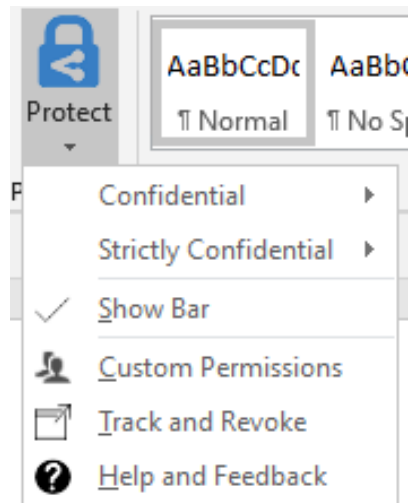 AaBbCcDc AaBb
Protect
¶ Normal ¶ No Sp
Confidential
Strictly Confidential
Show Bar
Custom Permissions
Track and Revoke
Help and Feedback